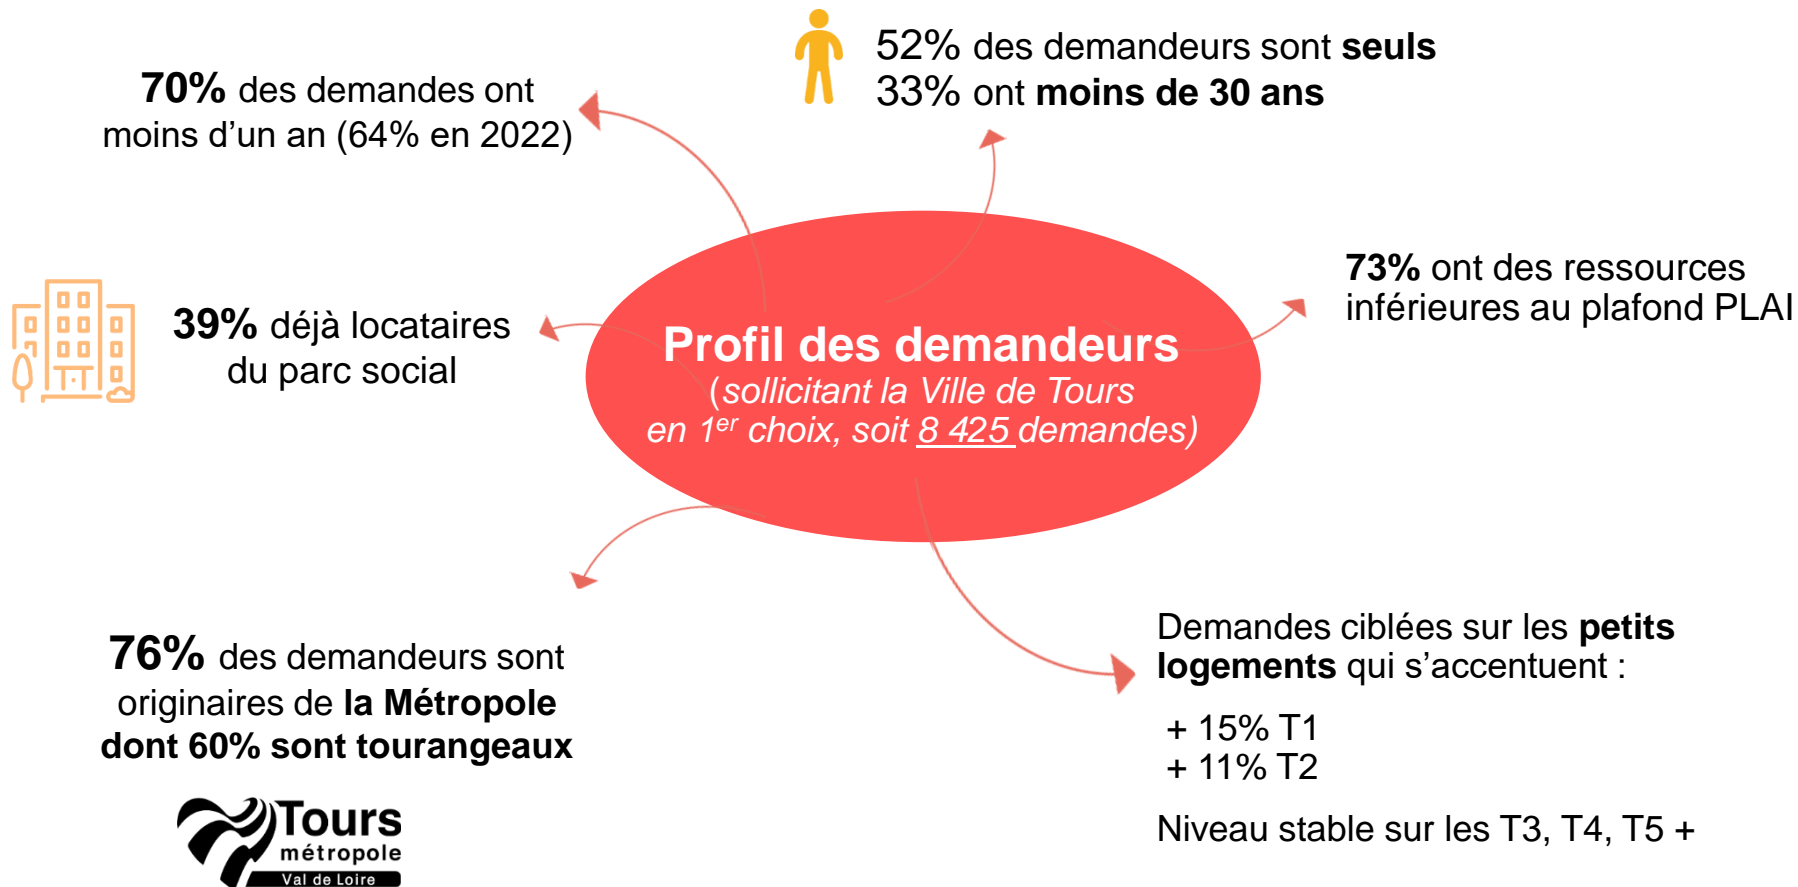 52% des demandeurs sont seuls
33% ont moins de 30 ans
70% des demandes ont
moins d’un an (64% en 2022)
73% ont des ressources
inférieures au plafond PLAI
39% déjà locataires
du parc social
Profil des demandeurs
(sollicitant la Ville de Tours
en 1er choix, soit 8 425 demandes)
76% des demandeurs sont
originaires de la Métropole
dont 60% sont tourangeaux
Tours
métropole
Val de Loire
Demandes ciblées sur les petits
logements qui s’accentuent :
+ 15% T1
+ 11% T2
Niveau stable sur les T3, T4, T5 +